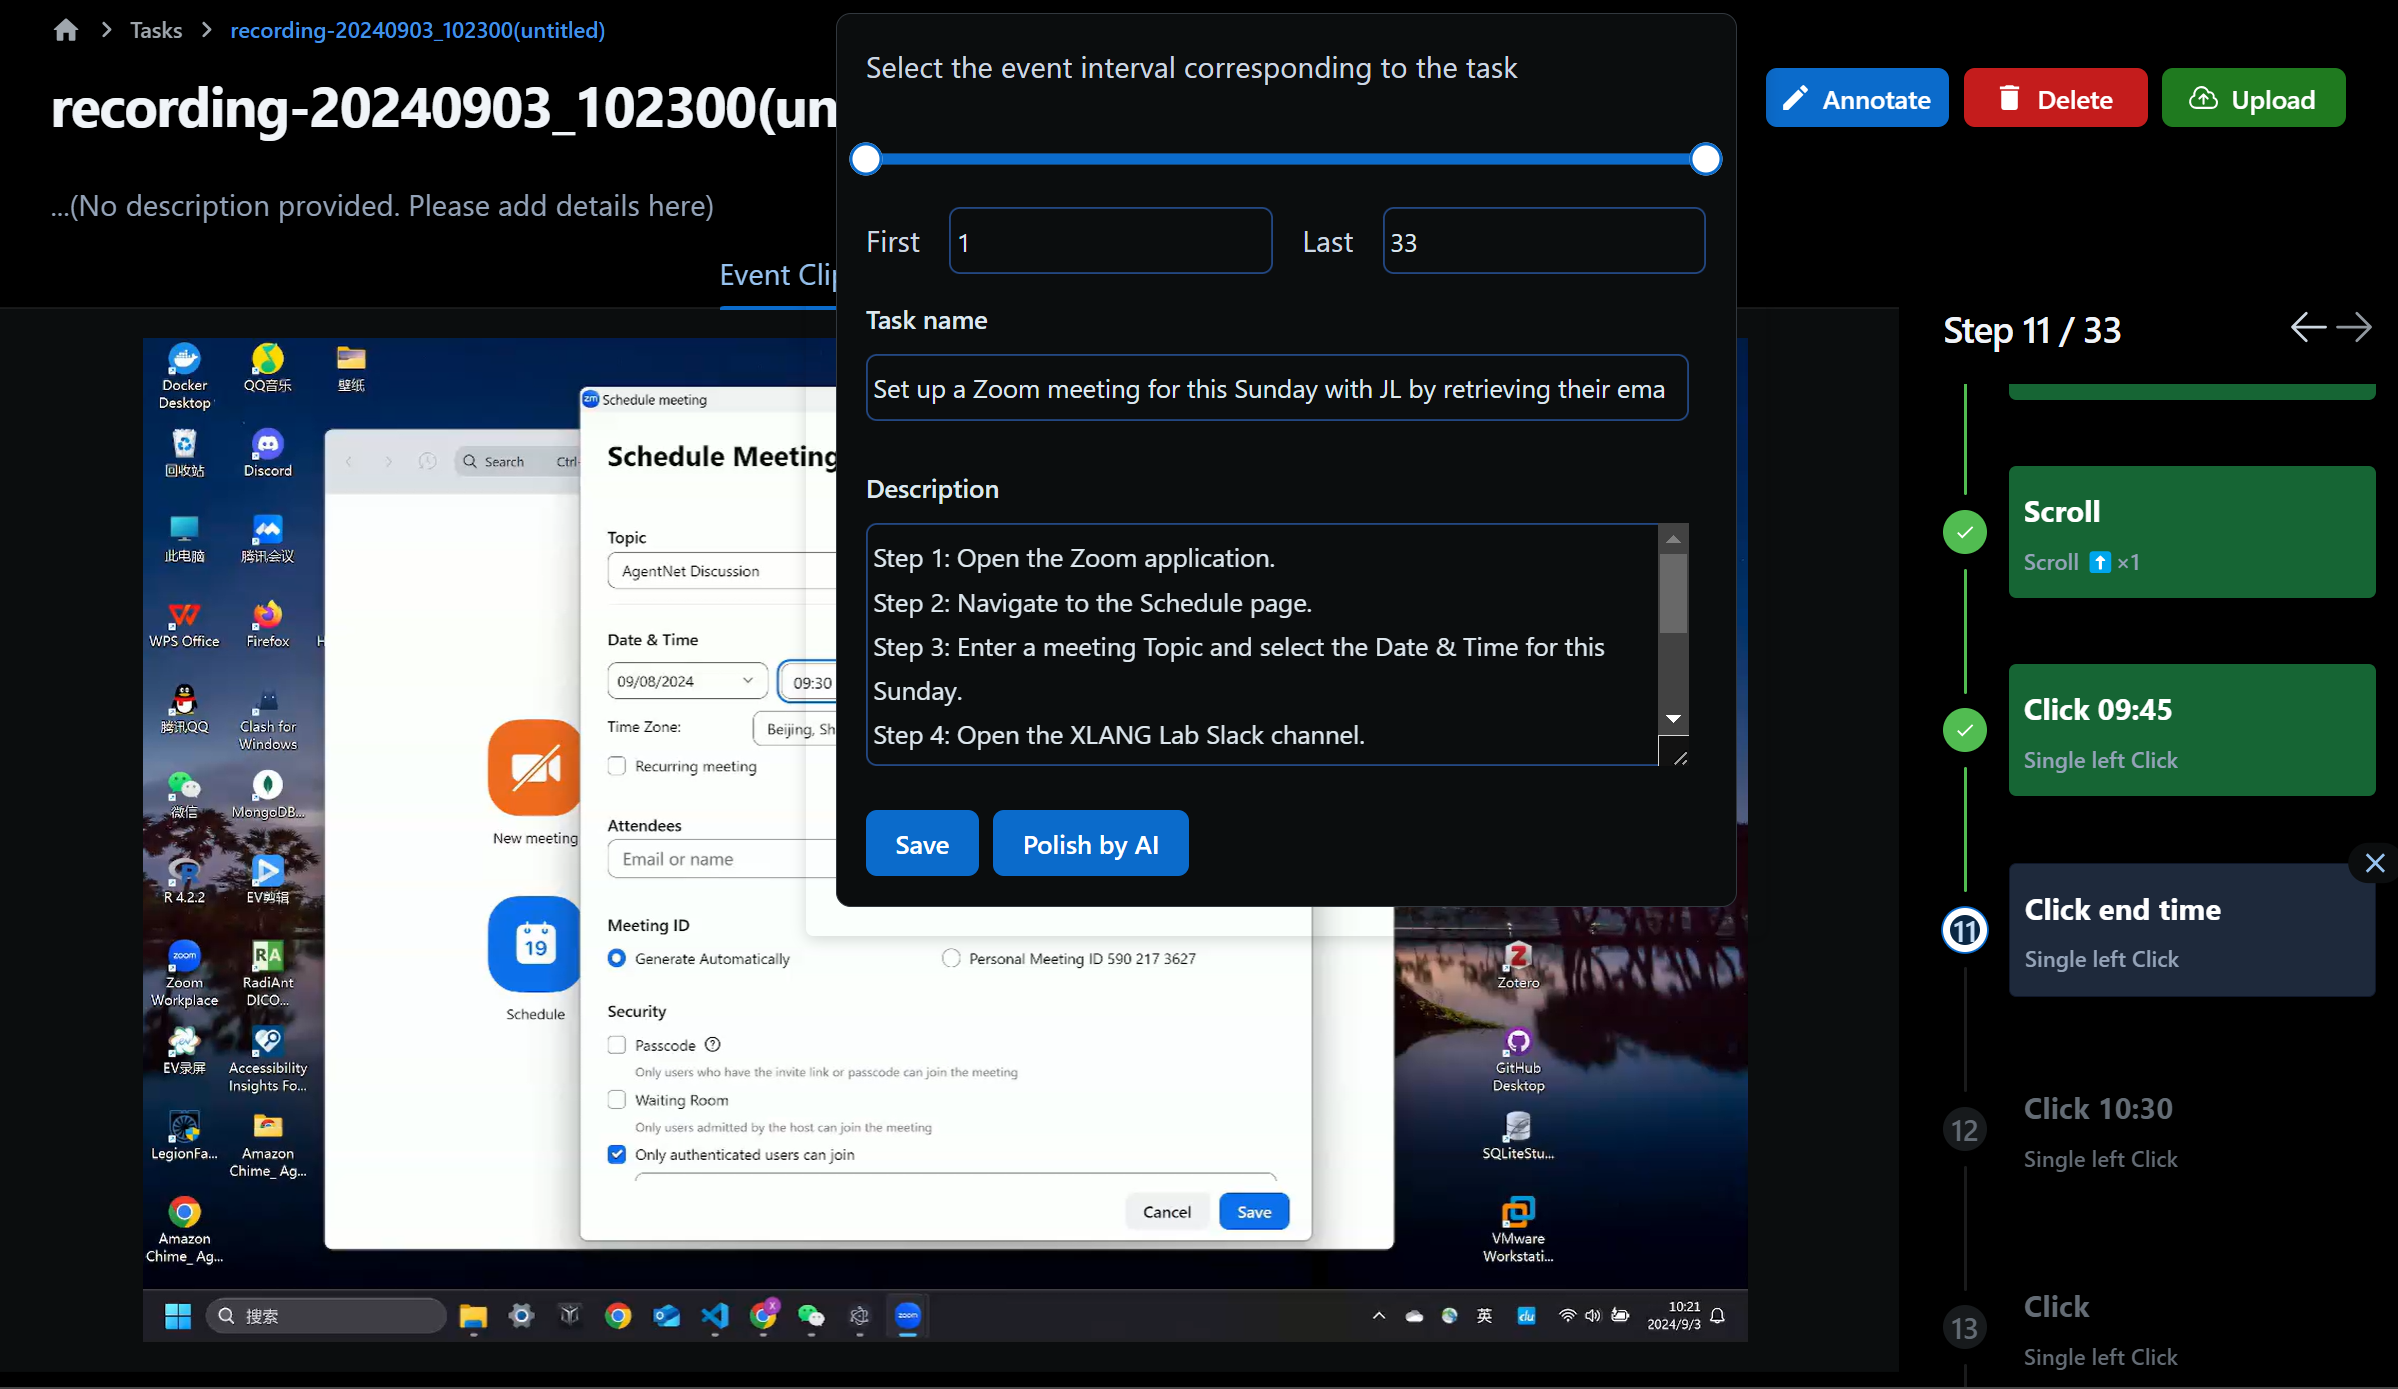 Tasks
recording-20240903_102300(untitled)
recording-20240903_102300(un
...(No description provided. Please add details here)
Event Clip
Select the event interval corresponding to the task
First
1
Last
33
Task name
Set up a Zoom meeting for this Sunday with JL by retrieving their ema
Description
Step 1: Open the Zoom application.
Step 2: Navigate to the Schedule page.
Step 3: Enter a meeting Topic and select the Date & Time for this
Sunday.
Step 4: Open the XLANG Lab Slack channel.
Save
Polish by AI
Annotate
Delete
Upload
Step 11 / 33
Scroll
Scroll ×1
Click 09:45
Single left Click
11
Click end time
Single left Click
12
Click 10:30
Single left Click
13
Click
Single left Click
Docker
Desktop
QQ音乐
壁纸
回收站
Discord
此电脑
腾讯会议
WPS Office
Firefox
H
腾讯QQ
Clash for
Windows
微信
MongoDB...
R 4.2.2
EV剪辑
Zoom
Workplace
RadiAnt
DICO...
EV录屏
Accessibility
Insights Fo...
LegionFa...
Amazon
Chime_ Ag...
Amazon
Chime_ Ag...
Search
Ctrl-
New meeting
19
Schedule
zm Schedule meeting
Schedule Meeting
Topic
AgentNet Discussion
Date & Time
09/08/2024
09:30
Time Zone:
Beijing, Sh
Recurring meeting
Attendees
Email or name
Meeting ID
Generate Automatically
Personal Meeting ID 590 217 3627
Security
Passcode
Only users who have the invite link or passcode can join the meeting
Waiting Room
Only users admitted by the host can join the meeting
Only authenticated users can join
Cancel
Save
Zotero
GitHub
Desktop
SQLiteStu...
VMware
Workstati...
搜索
zoom
英
du
10:21
2024/9/3